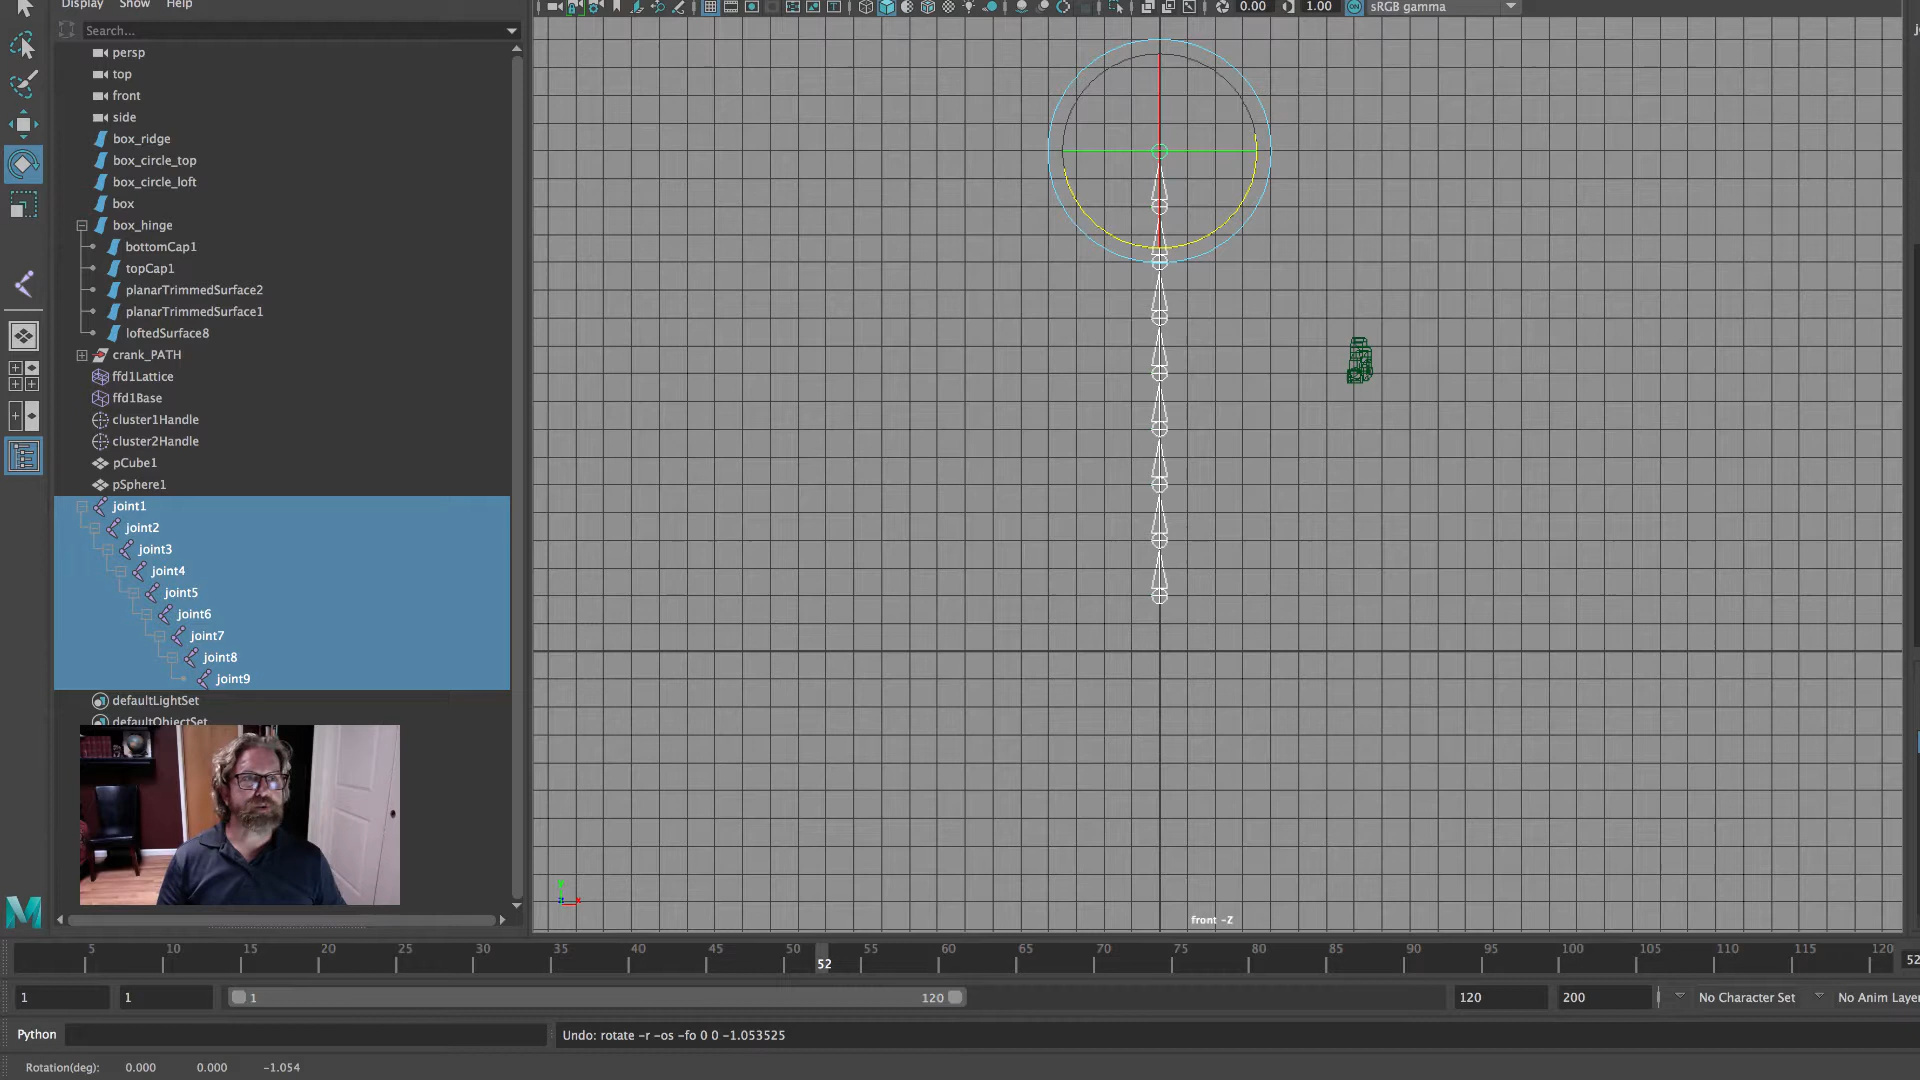 Display Show Help
0.00 1.00 ON sRGB gamma
Search...
persp
top
front
side
box_ridge
box_circle_top
box_circle_loft
box
box_hinge
bottomCap1
topCap1
planarTrimmedSurface2
planarTrimmedSurface1
loftedSurface8
crank_PATH
ffd1Lattice
ffd1Base
cluster1Handle
cluster2Handle
pCube1
pSphere1
joint1
joint2
joint3
joint4
joint5
joint6
joint7
joint8
joint9
defaultLightSet
defaultObjectSet
front -Z
5 10 15 20 25 30 35 40 45 50 55 60 65 70 75 80 85 90 95 100 105 110 115 120
52 52
1 1 1 120 120 200 No Character Set No Anim Layer
Python Undo: rotate -r -os -fo 0 0 -1.053525
Rotation(deg): 0.000 0.000 -1.054